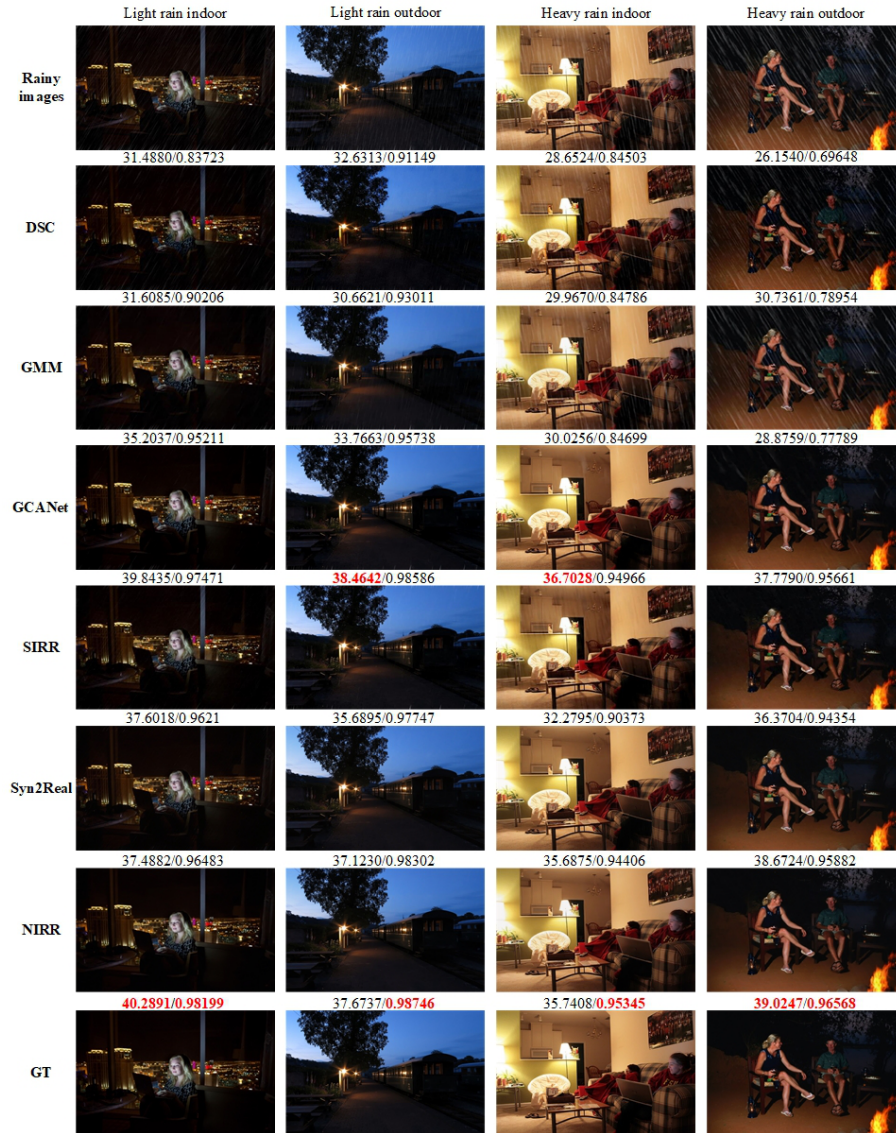 Light rain indoor Light rain outdoor Heavy rain indoor Heavy rain outdoor
Rainy
images
31.4880/0.83723 32.6313/0.91149 28.6524/0.84503 26.1540/0.69648
DSC
31.6085/0.90206 30.6621/0.93011 29.9670/0.84786 30.7361/0.78954
GMM
35.2037/0.95211 33.7663/0.95738 30.0256/0.84699 28.8759/0.77789
GCANet
39.8435/0.97471 38.4642/0.98586 36.7028/0.94966 37.7790/0.95661
SIRR
37.6018/0.9621 35.6895/0.97747 32.2795/0.90373 36.3704/0.94354
Syn2Real
37.4882/0.96483 37.1230/0.98302 35.6875/0.94406 38.6724/0.95882
NIRR
40.2891/0.98199 37.6737/0.98746 35.7408/0.95345 39.0247/0.96568
GT